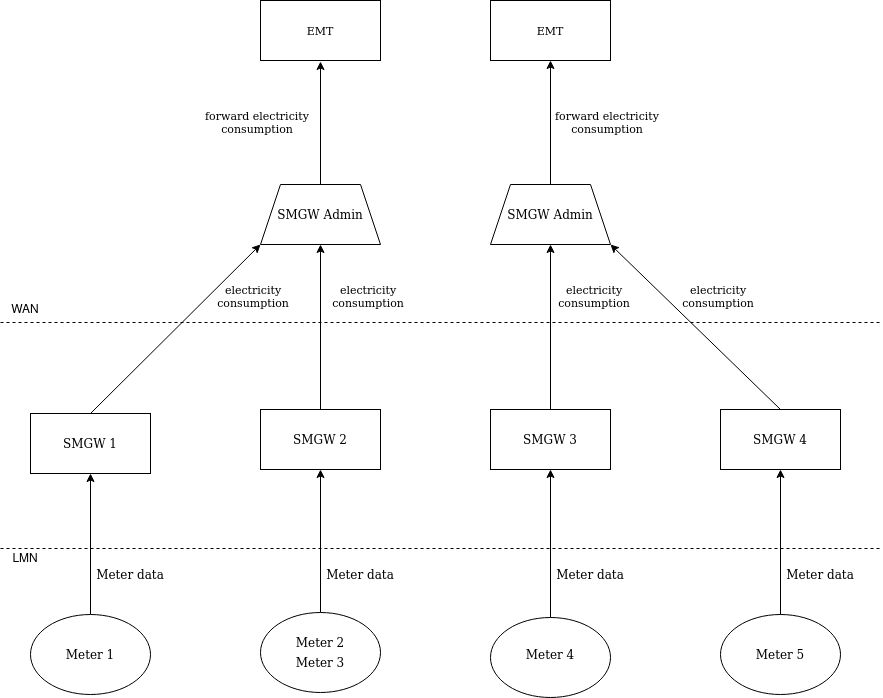 EMT
EMT
forward electricity
consumption
forward electricity
consumption
SMGW Admin
SMGW Admin
electricity
consumption
electricity
consumption
electricity
consumption
electricity
consumption
WAN
SMGW 1
SMGW 2
SMGW 3
SMGW 4
LMN
Meter data
Meter data
Meter data
Meter data
Meter 1
Meter 2
Meter 3
Meter 4
Meter 5